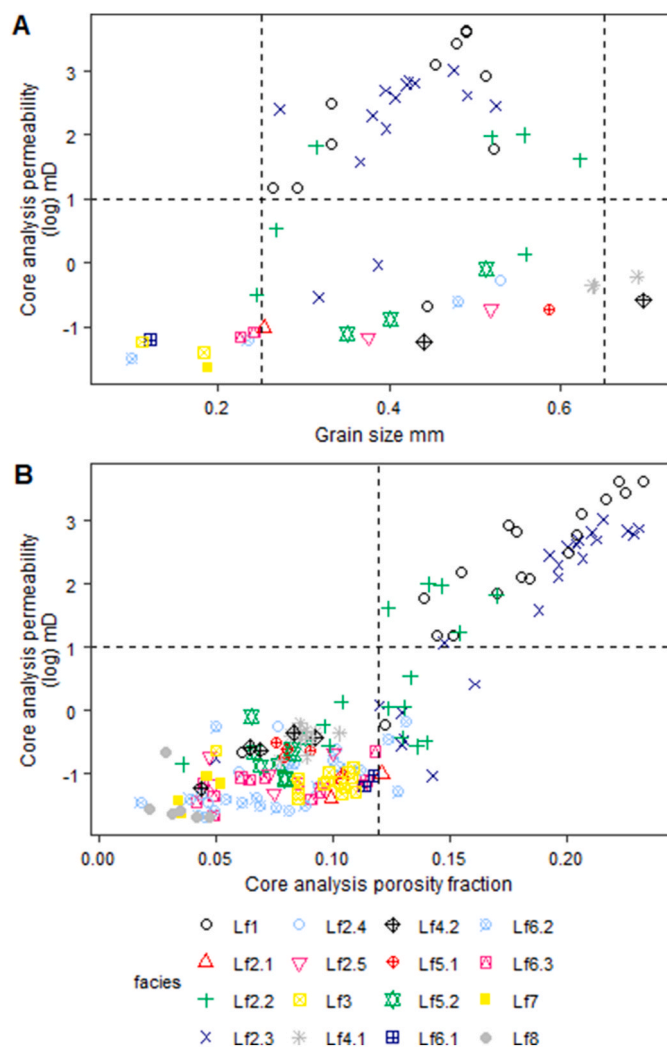 A
Core analysis permeability
(log) mD
3
2
1
0
-1
0.2 0.4 0.6
Grain size mm
B
Core analysis permeability
(log) mD
3
2
1
0
-1
0.00 0.05 0.10 0.15 0.20
Core analysis porosity fraction
facies
Lf1 Lf2.4 Lf4.2 Lf6.2
Lf2.1 Lf2.5 Lf5.1 Lf6.3
Lf2.2 Lf3 Lf5.2 Lf7
Lf2.3 Lf4.1 Lf6.1 Lf8